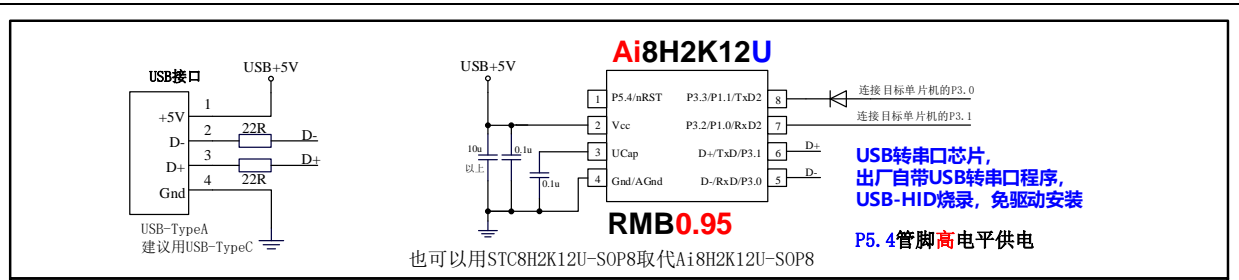 USB接口
USB+5V
+5V
1
D-
2
22R
D-
D+
3
22R
D+
Gnd
4
USB-TypeA
建议用USB-TypeC
Ai8H2K12U
USB+5V
1
P5.4/nRST
P3.3/P1.1/TxD2
8
连接目标单片机的P3.0
2
Vcc
P3.2/P1.0/RxD2
7
连接目标单片机的P3.1
3
UCap
D+/TxD/P3.1
6
D+
4
Gnd/AGnd
D-/RxD/P3.0
5
D-
10u
以上
0.1u
0.1u
RMB0.95
USB转串口芯片,
出厂自带USB转串口程序,
USB-HID烧录，免驱动安装
P5.4管脚高电平供电
也可以用STC8H2K12U-SOP8取代Ai8H2K12U-SOP8